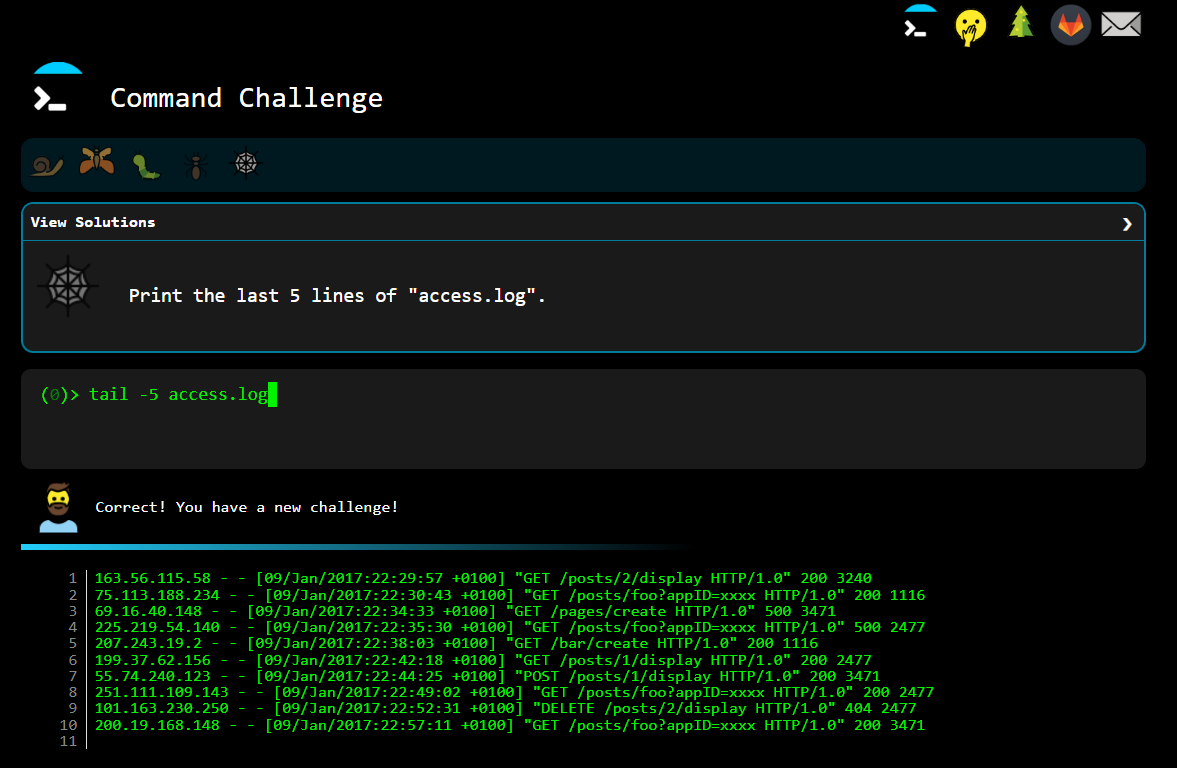 Command Challenge
View Solutions
Print the last 5 lines of "access.log".
(0)> tail -5 access.log
Correct! You have a new challenge!
1 163.56.115.58 - - [09/Jan/2017:22:29:57 +0100] "GET /posts/2/display HTTP/1.0" 200 3240
2 75.113.188.234 - - [09/Jan/2017:22:30:43 +0100] "GET /posts/foo?appID=xxxx HTTP/1.0" 200 1116
3 69.16.40.148 - - [09/Jan/2017:22:34:33 +0100] "GET /pages/create HTTP/1.0" 500 3471
4 225.219.54.140 - - [09/Jan/2017:22:35:30 +0100] "GET /posts/foo?appID=xxxx HTTP/1.0" 500 2477
5 207.243.19.2 - - [09/Jan/2017:22:38:03 +0100] "GET /bar/create HTTP/1.0" 200 1116
6 199.37.62.156 - - [09/Jan/2017:22:42:18 +0100] "GET /posts/1/display HTTP/1.0" 200 2477
7 55.74.240.123 - - [09/Jan/2017:22:44:25 +0100] "POST /posts/1/display HTTP/1.0" 200 3471
8 251.111.109.143 - - [09/Jan/2017:22:49:02 +0100] "GET /posts/foo?appID=xxxx HTTP/1.0" 200 2477
9 101.163.230.250 - - [09/Jan/2017:22:52:31 +0100] "DELETE /posts/2/display HTTP/1.0" 404 2477
10 200.19.168.148 - - [09/Jan/2017:22:57:11 +0100] "GET /posts/foo?appID=xxxx HTTP/1.0" 200 3471
11